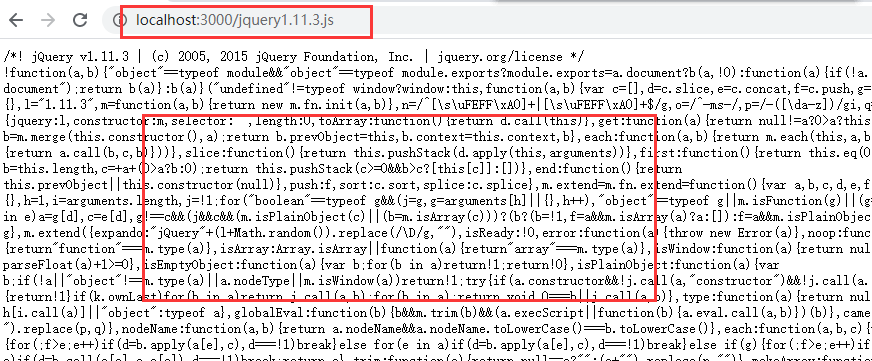 localhost:3000/jquery1.11.3.js
/*! jQuery v1.11.3 | (c) 2005, 2015 jQuery Foundation, Inc. | jquery.org/license */
!function(a,b){"object"==typeof module&&"object"==typeof module.exports?module.exports=a.document?b(a,!0):function(a){if(!a.
document");return b(a)}:b(a)}("undefined"!=typeof window?window:this,function(a,b){var c=[],d=c.slice,e=c.concat,f=c.push,g=
{},l="1.11.3",m=function(a,b){return new m.fn.init(a,b)},n=/^[\s\uFEFF\xA0]+|[\s\uFEFF\xA0]+$/g,o=/^-ms-/,p=/-([\da-z])/gi,q=
{jquery:l,constructor:m,selector:"",length:0,toArray:function(){return d.call(this)},get:function(a){return null!=a?0>a?this
b=m.merge(this.constructor(),a);return b.prevObject=this,b.context=this.context,b},each:function(a,b){return m.each(this,a,b
{return a.call(b,c,b)}))},slice:function(){return this.pushStack(d.apply(this,arguments))},first:function(){return this.eq(0
b=this.length,c=+a+(0>a?b:0);return this.pushStack(c>=0&&b>c?[this[c]]:[])},end:function(){return
this.prevObject||this.constructor(null)},push:f,sort:c.sort,splice:c.splice},m.extend=m.fn.extend=function(){var a,b,c,d,e,f
{},h=1,i=arguments.length,j=!1;for("boolean"==typeof g&&(j=g,g=arguments[h]||{},h++),"object"==typeof g||m.isFunction(g)||(g=
in e)a=g[d],c=e[d],g!==c&&(j&&c&&(m.isPlainObject(c)||(b=m.isArray(c)))?(b?(b=!1,f=a&&m.isArray(a)?a:[]):f=a&&m.isPlainObject
g},m.extend({expando:"jQuery"+(l+Math.random()).replace(/\D/g,""),isReady:!0,error:function(a){throw new Error(a)},noop:func
{return"function"===m.type(a)},isArray:Array.isArray||function(a){return"array"===m.type(a)},isWindow:function(a){return nul
parseFloat(a)+1>=0},isEmptyObject:function(a){var b;for(b in a)return!1;return!0},isPlainObject:function(a){var
b;if(!a||"object"!==m.type(a)||a.nodeType||m.isWindow(a))return!1;try{if(a.constructor&&!j.call(a,"constructor")&&!j.call(a.
{return!1}if(k.ownLast)for(b in a)return j.call(a,b);for(b in a);return void 0===b||j.call(a,b)},type:function(a){return nul
h[i.call(a)]||"object":typeof a},globalEval:function(b){b&&m.trim(b)&&(a.execScript||function(b){a.eval.call(a,b)})(b)},came
").replace(p,q)},nodeName:function(a,b){return a.nodeName&&a.nodeName.toLowerCase()===b.toLowerCase()},each:function(a,b,c){
{for(;f>e;e++)if(d=b.apply(a[e],c),d===!1)break}else for(e in a)if(d=b.apply(a[e],c),d===!1)break}else if(g){for(;f>e;e++)if